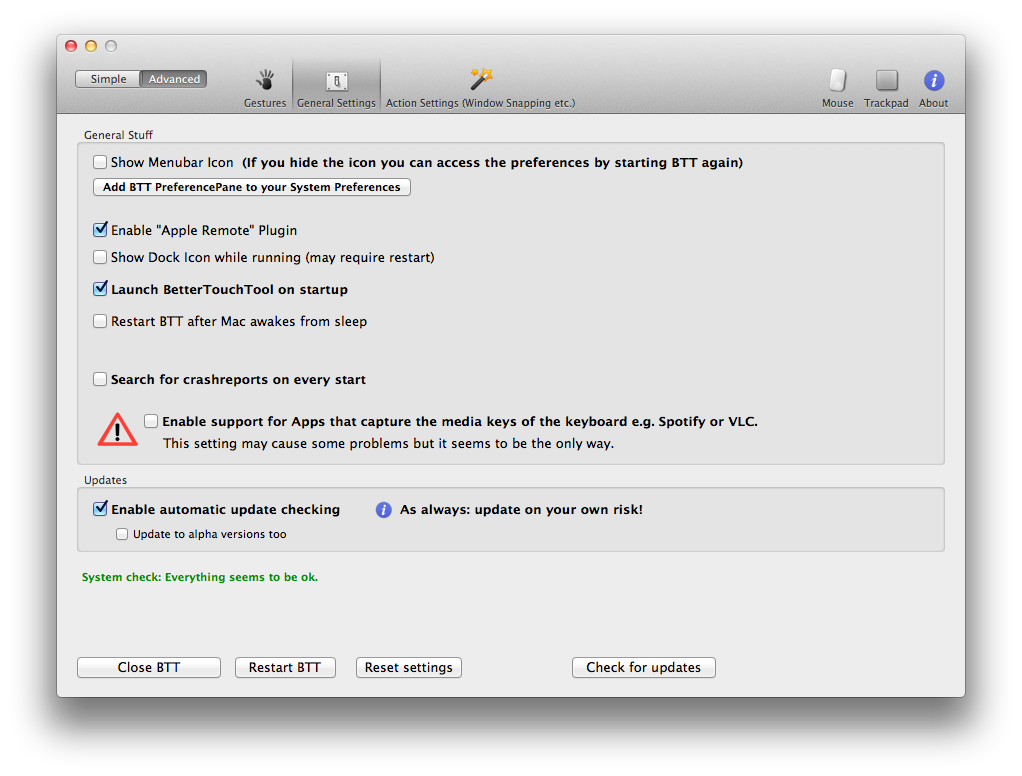 Simple Advanced
Gestures General Settings Action Settings (Window Snapping etc.) Mouse Trackpad About
General Stuff
Show Menubar Icon (If you hide the icon you can access the preferences by starting BTT again)
Add BTT PreferencePane to your System Preferences
Enable "Apple Remote" Plugin
Show Dock Icon while running (may require restart)
Launch BetterTouchTool on startup
Restart BTT after Mac awakes from sleep
Search for crashreports on every start
Enable support for Apps that capture the media keys of the keyboard e.g. Spotify or VLC.
This setting may cause some problems but it seems to be the only way.
Updates
Enable automatic update checking As always: update on your own risk!
Update to alpha versions too
System check: Everything seems to be ok.
Close BTT Restart BTT Reset settings Check for updates